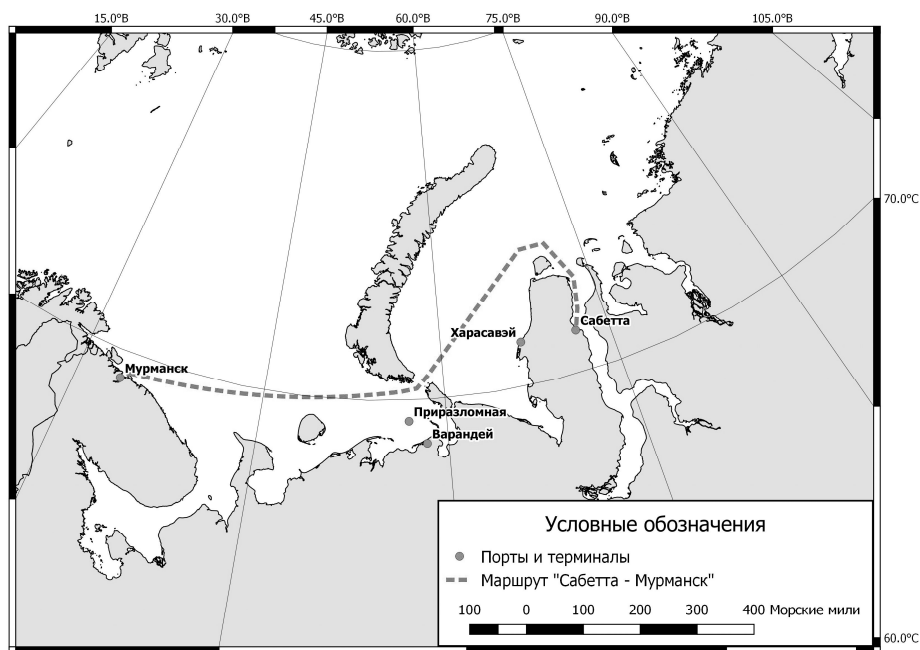 15.0°В 30.0°В 45.0°В 60.0°В 75.0°В 90.0°В 105.0°В
70.0°С
Сабетта
Харасавэй
Мурманск
Приразломная
Варандей
Условные обозначения
Порты и терминалы
Маршрут "Сабетта - Мурманск"
100 0 100 200 300 400 Морские мили
60.0°С